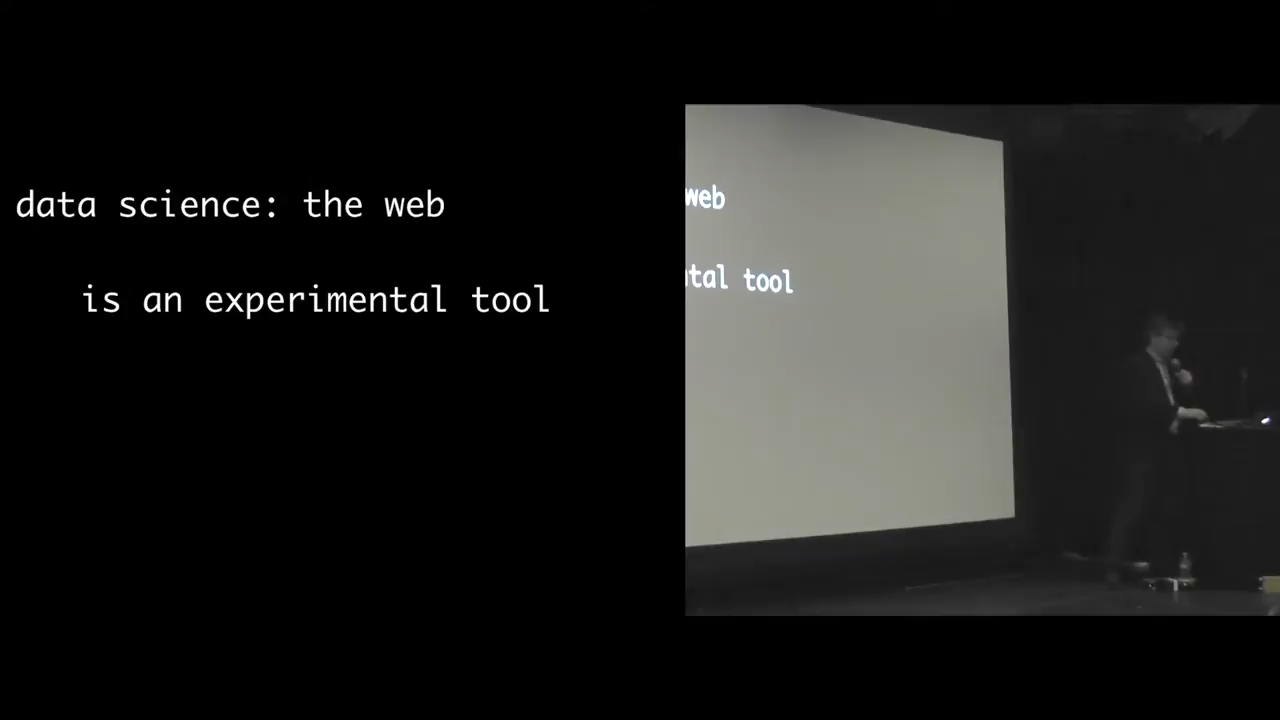 data science: the web
is an experimental tool
web
tal tool